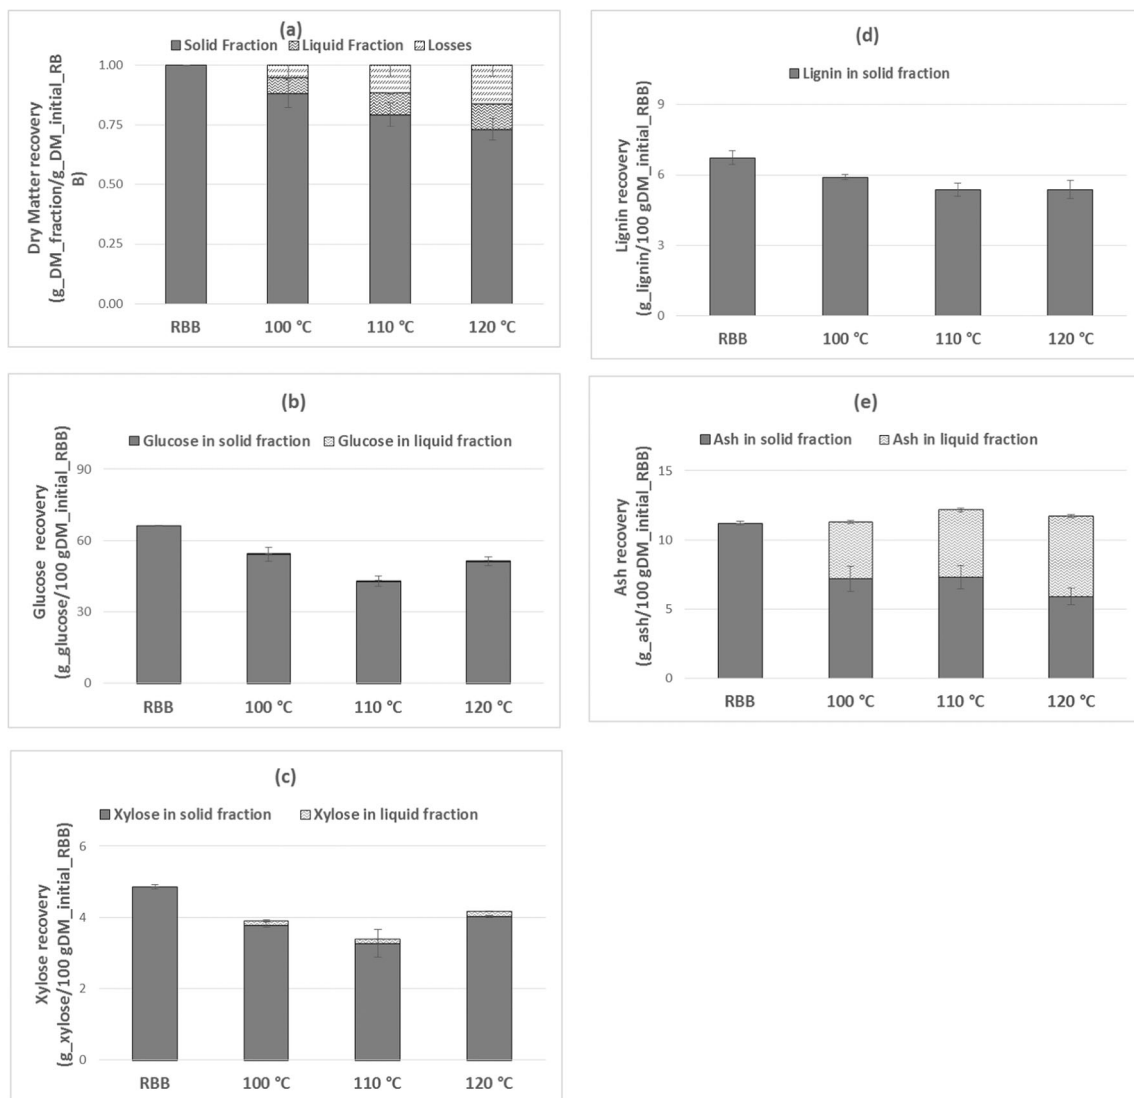 (a)
Solid Fraction Liquid Fraction Losses
Dry Matter recovery
(g_DM_fraction/g_DM_initial_RB
B)
1.00
0.75
0.50
0.25
0.00
RBB 100 °C 110 °C 120 °C
(b)
Glucose in solid fraction Glucose in liquid fraction
Glucose recovery
(g_glucose/100 gDM_initial_RBB)
90
60
30
0
RBB 100 °C 110 °C 120 °C
(c)
Xylose in solid fraction Xylose in liquid fraction
Xylose recovery
(g_xylose/100 gDM_initial_RBB)
6
4
2
0
RBB 100 °C 110 °C 120 °C
(d)
Lignin in solid fraction
Lignin recovery
(g_lignin/100 gDM_initial_RBB)
9
6
3
0
RBB 100 °C 110 °C 120 °C
(e)
Ash in solid fraction Ash in liquid fraction
Ash recovery
(g_ash/100 gDM_initial_RBB)
15
10
5
0
RBB 100 °C 110 °C 120 °C